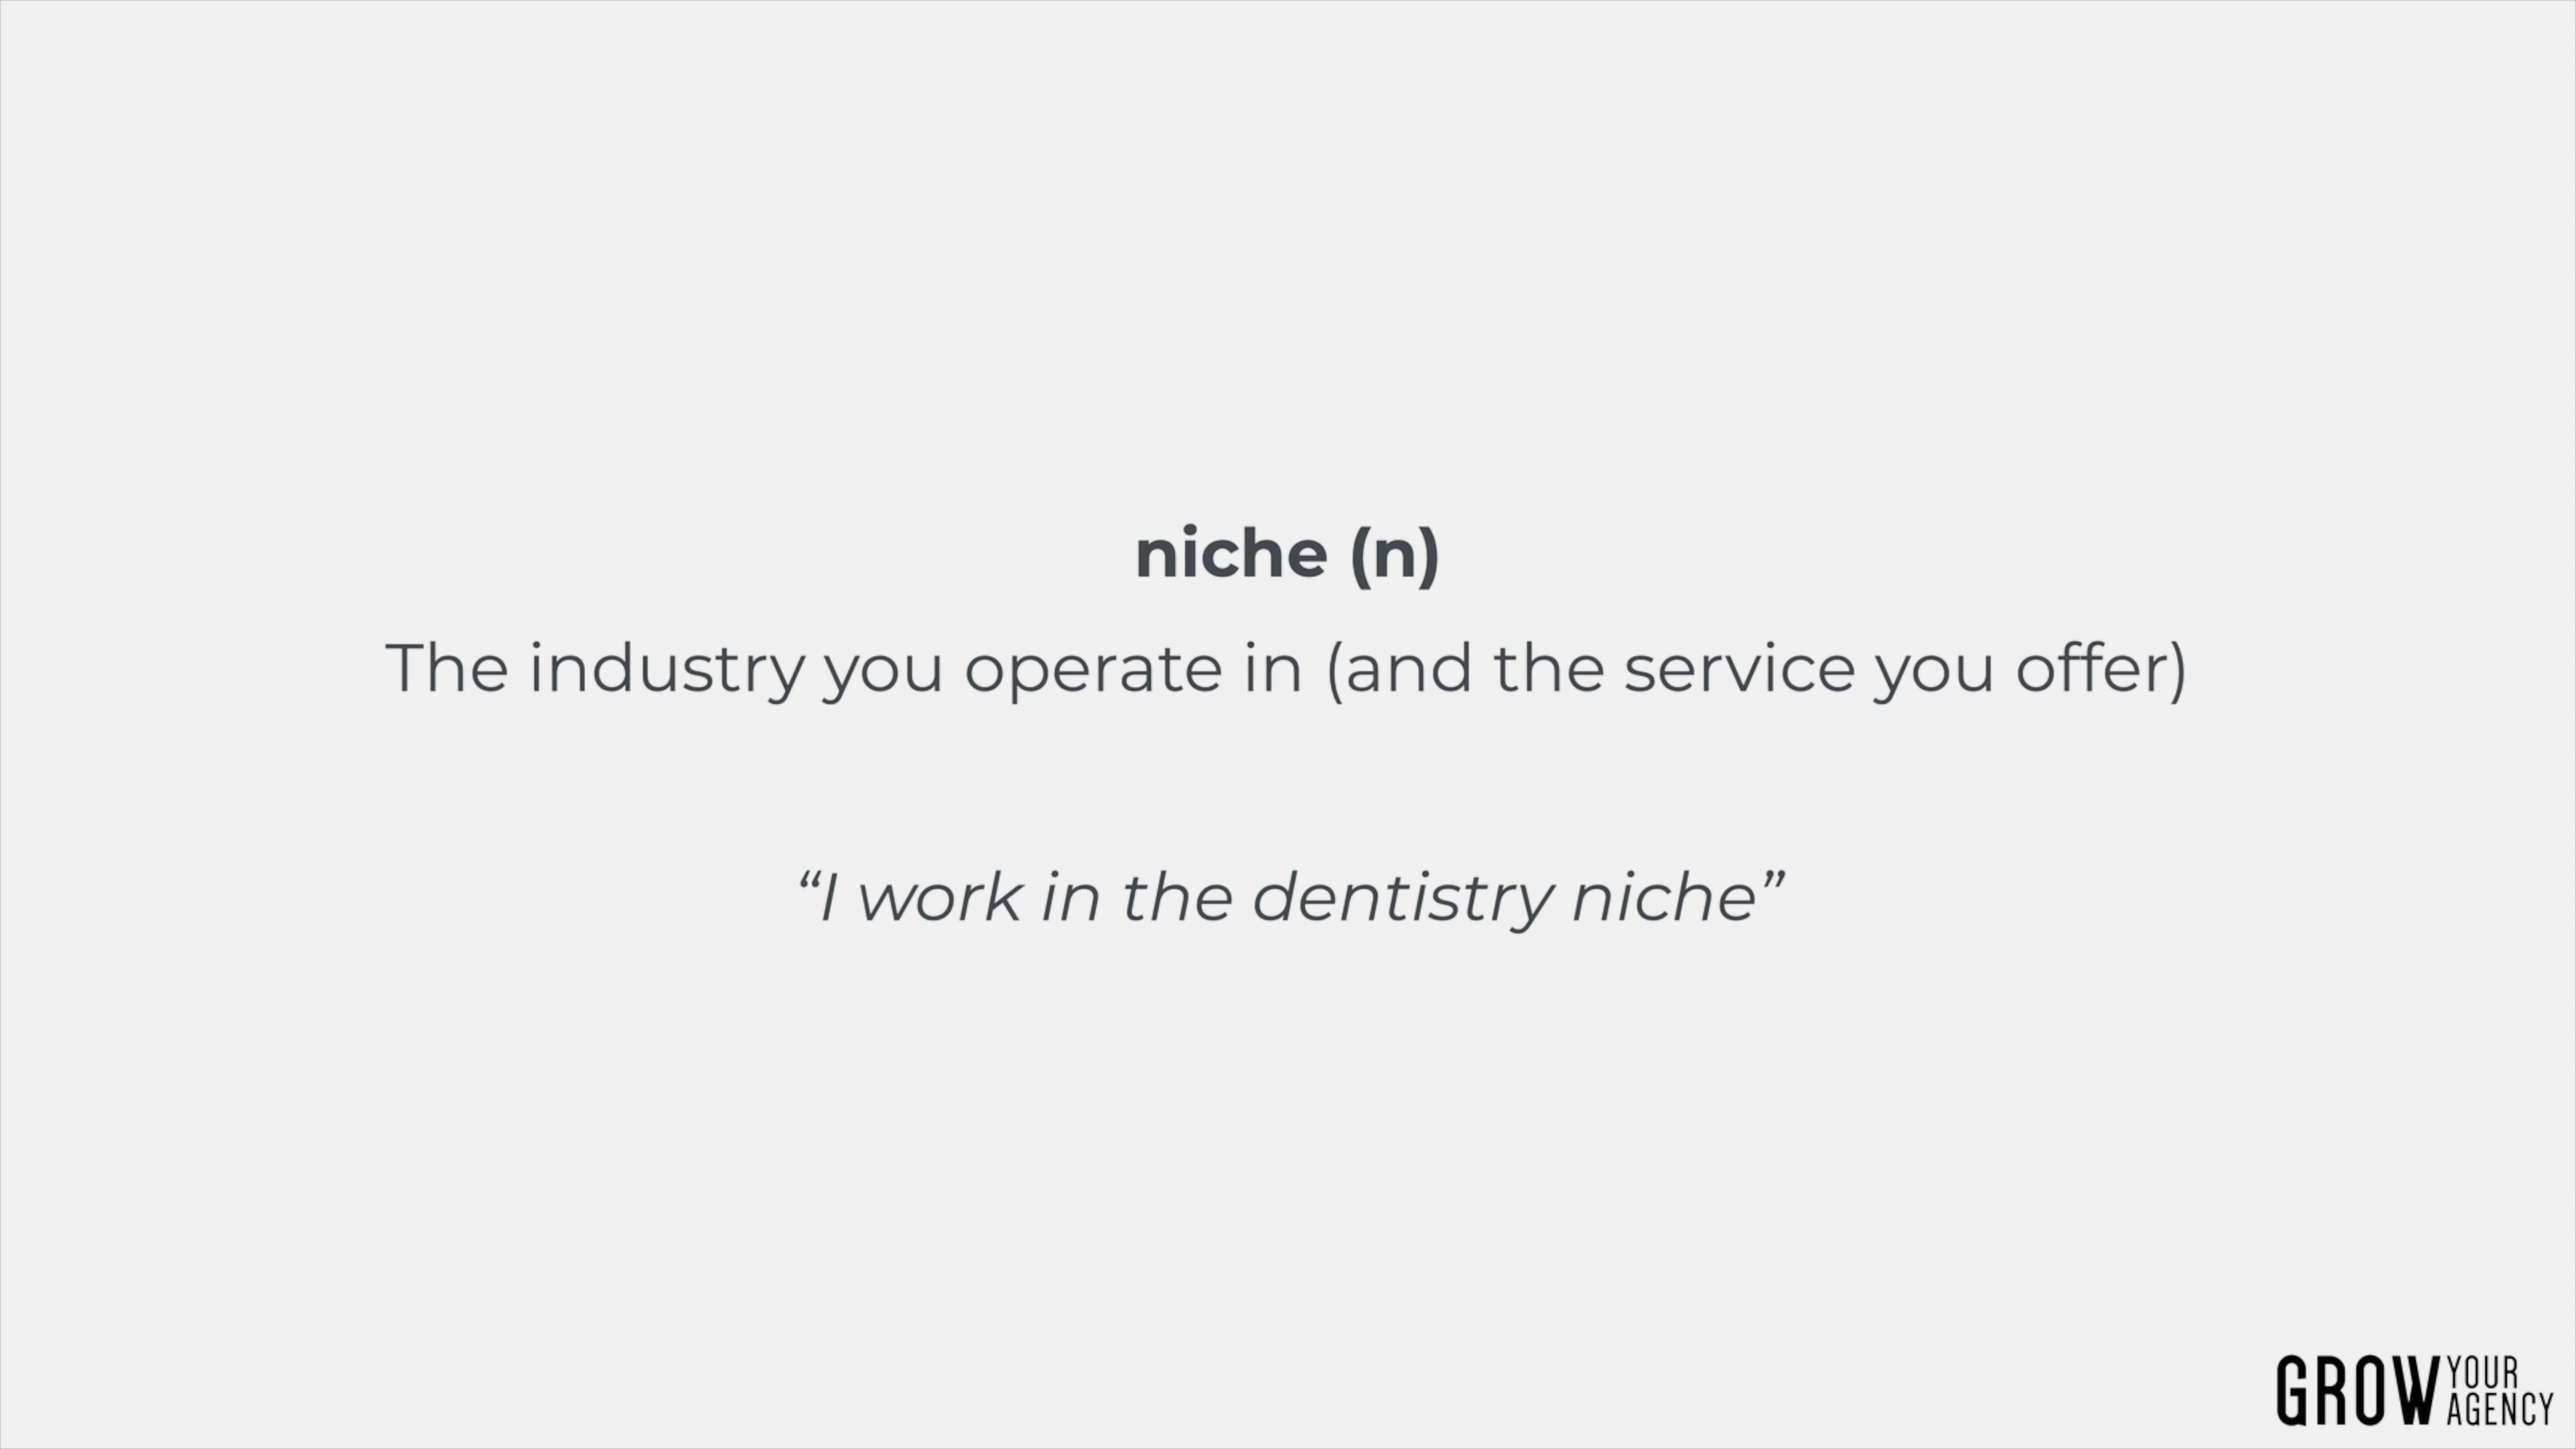 niche (n)
The industry you operate in (and the service you offer)
“I work in the dentistry niche”
GROW YOUR AGENCY